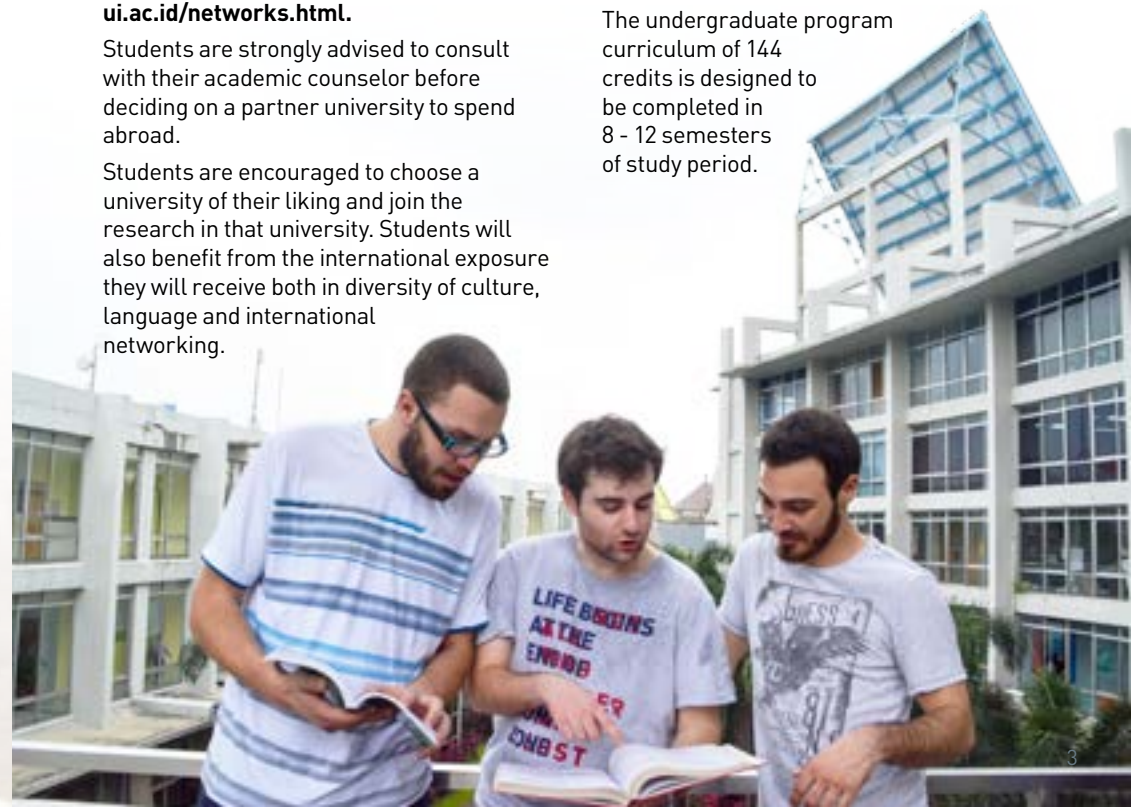 ui.ac.id/networks.html.
Students are strongly advised to consult
with their academic counselor before
deciding on a partner university to spend
abroad.
Students are encouraged to choose a
university of their liking and join the
research in that university. Students will
also benefit from the international exposure
they will receive both in diversity of culture,
language and international
networking.
The undergraduate program
curriculum of 144
credits is designed to
be completed in
8 - 12 semesters
of study period.
LIFE BEGINS
AT THE
3